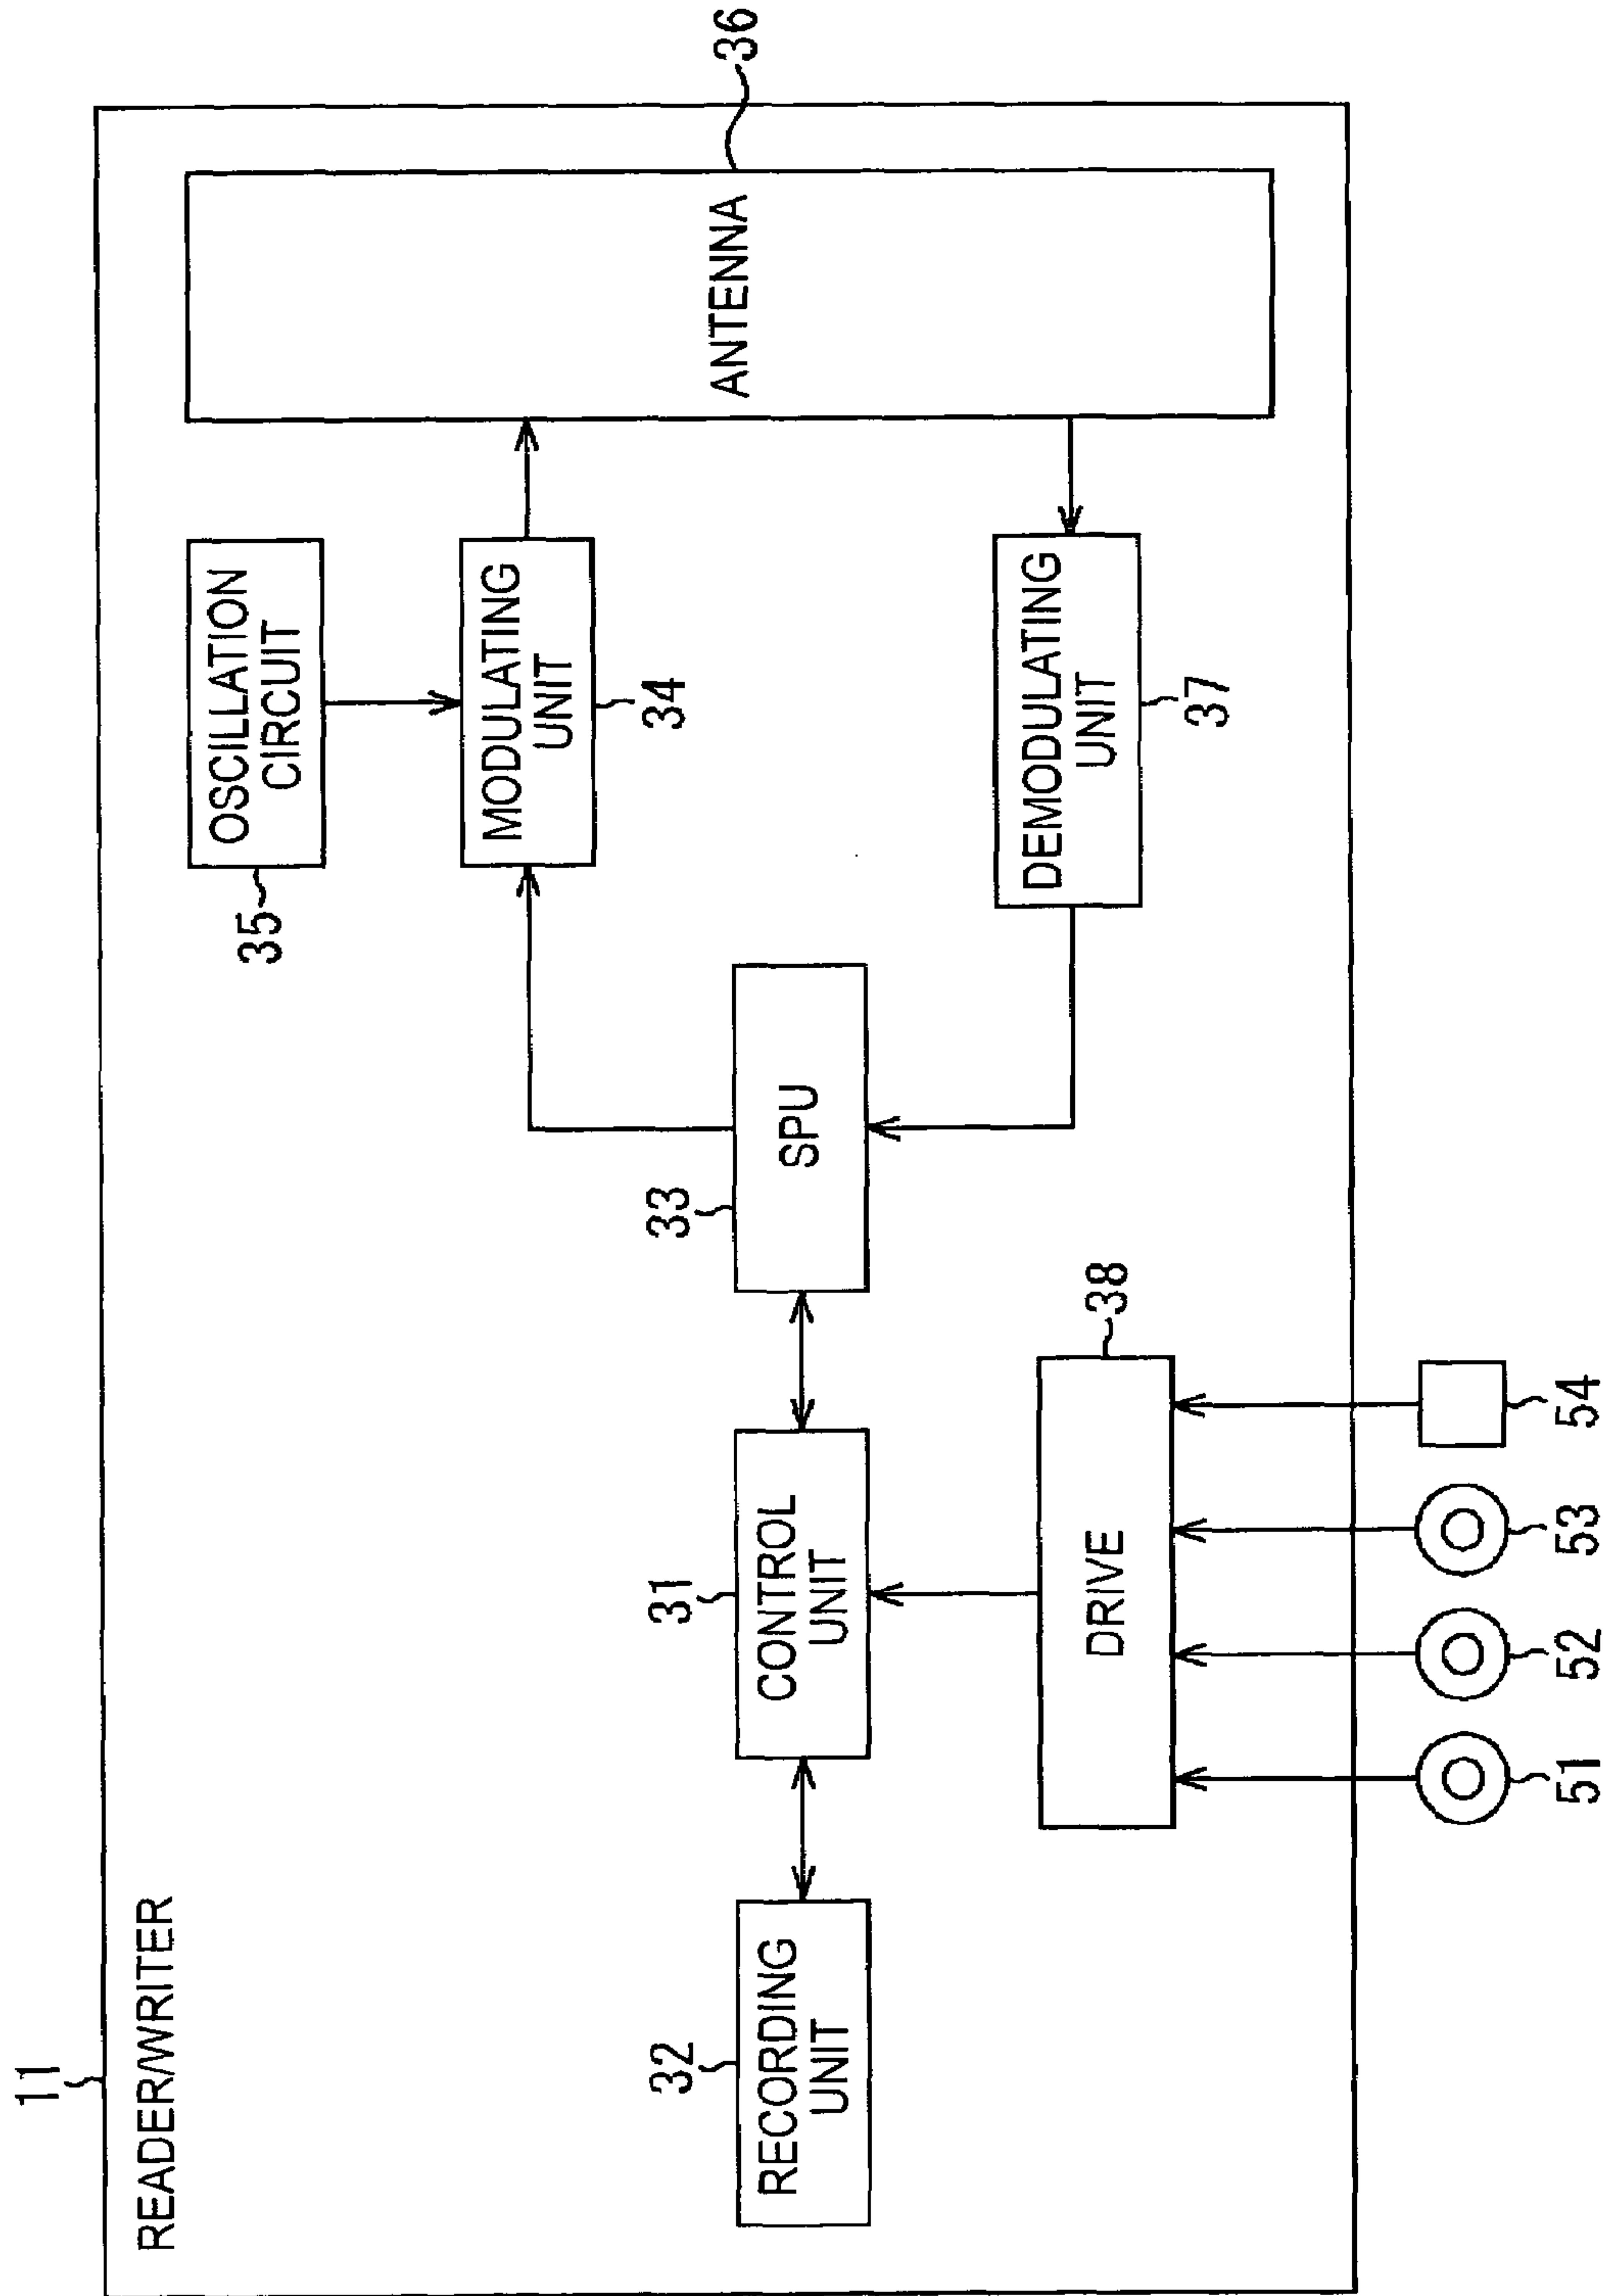 11
READER/WRITER
35
OSCILLATION
CIRCUIT
MODULATING
UNIT
34
36
ANTENNA
32
RECORDING
UNIT
31
CONTROL
UNIT
33
SPU
DEMODULATING
UNIT
37
38
DRIVE
51
52
53
54